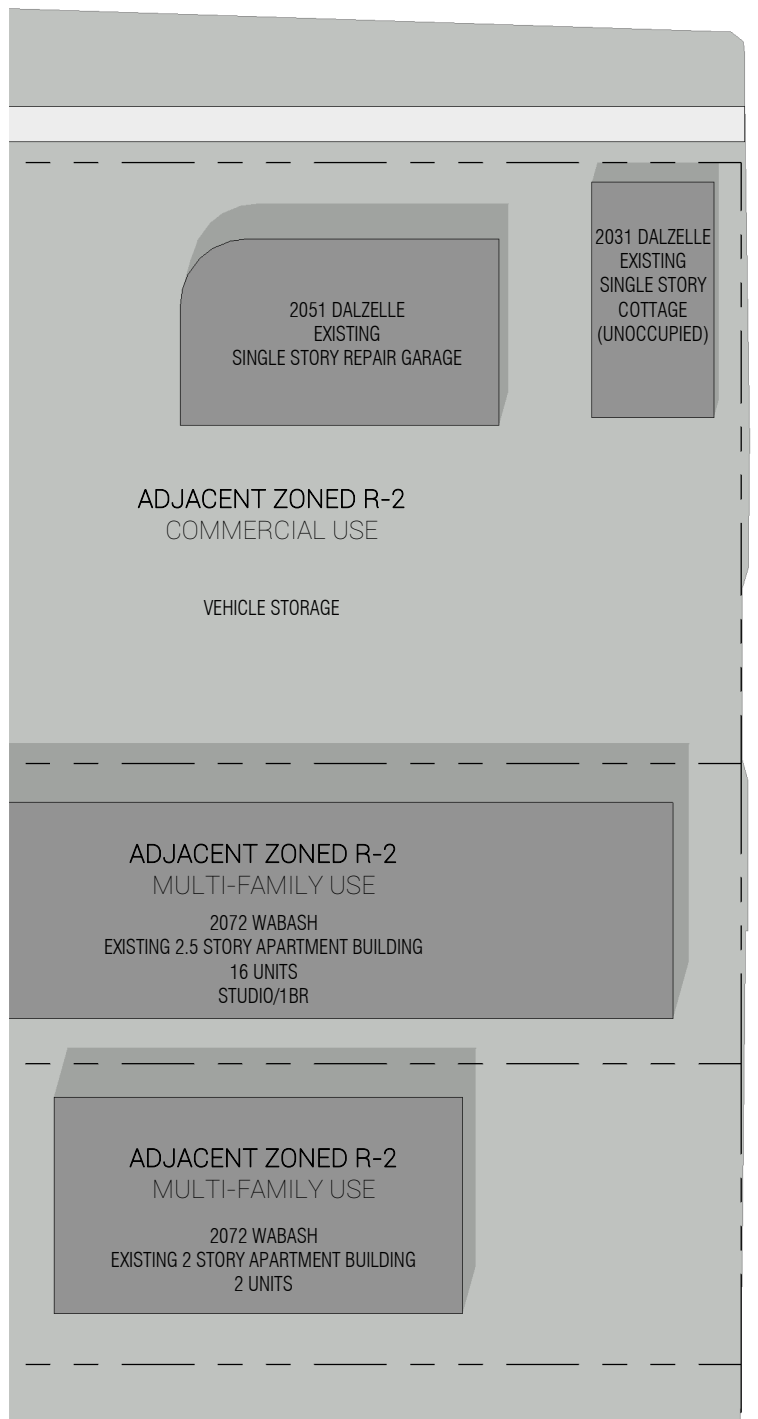 2031 DALZELLE
EXISTING
SINGLE STORY
COTTAGE
(UNOCCUPIED)
2051 DALZELLE
EXISTING
SINGLE STORY REPAIR GARAGE
ADJACENT ZONED R-2
COMMERCIAL USE
VEHICLE STORAGE
ADJACENT ZONED R-2
MULTI-FAMILY USE
2072 WABASH
EXISTING 2.5 STORY APARTMENT BUILDING
16 UNITS
STUDIO/1BR
ADJACENT ZONED R-2
MULTI-FAMILY USE
2072 WABASH
EXISTING 2 STORY APARTMENT BUILDING
2 UNITS